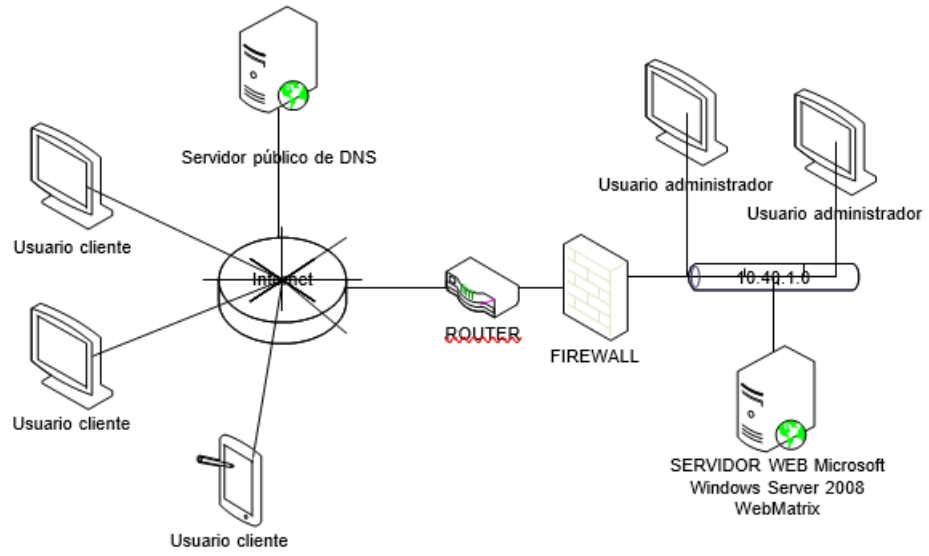 Servidor público de DNS
Usuario administrador
Usuario administrador
Usuario cliente
Internet
10.40.1.0
ROUTER
FIREWALL
Usuario cliente
SERVIDOR WEB Microsoft
Windows Server 2008
WebMatrix
Usuario cliente